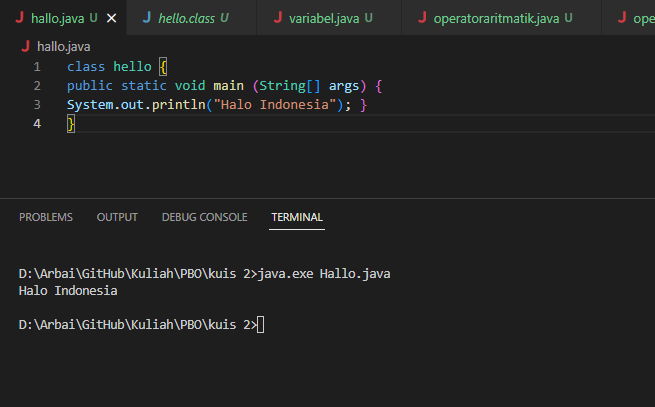 J hallo.java U × J hello.class U J variabel.java U J operatoraritmatik.java U J ope
J hallo.java
1 class hello {
2 public static void main (String[] args) {
3 System.out.println("Halo Indonesia"); }
4 }
PROBLEMS OUTPUT DEBUG CONSOLE TERMINAL
D:\Arbai\GitHub\Kuliah\PBO\kuis 2>java.exe Hallo.java
Halo Indonesia
D:\Arbai\GitHub\Kuliah\PBO\kuis 2>